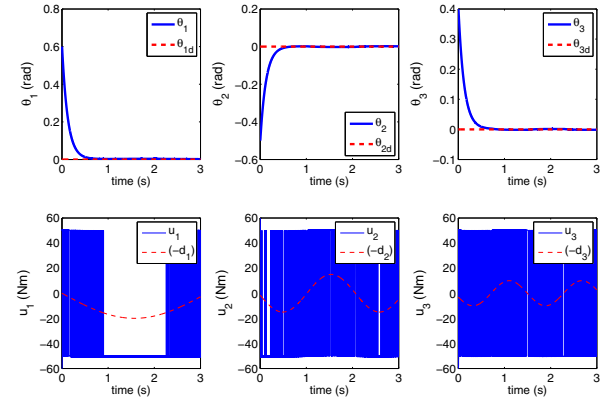 0.8
0.6
0.4
0.2
0
0 1 2 3
time (s)
θ1 (rad)
θ1
θ1d
0.2
0
-0.2
-0.4
-0.6
0 1 2 3
time (s)
θ2 (rad)
θ2
θ2d
0.4
0.3
0.2
0.1
0
-0.1
0 1 2 3
time (s)
θ3 (rad)
θ3
θ3d
60
40
20
0
−20
−40
−60
0 1 2 3
time (s)
u1 (Nm)
u1
(-d1)
60
40
20
0
−20
−40
−60
0 1 2 3
time (s)
u2 (Nm)
u2
(-d2)
60
40
20
0
−20
−40
−60
0 1 2 3
time (s)
u3 (Nm)
u3
(-d3)